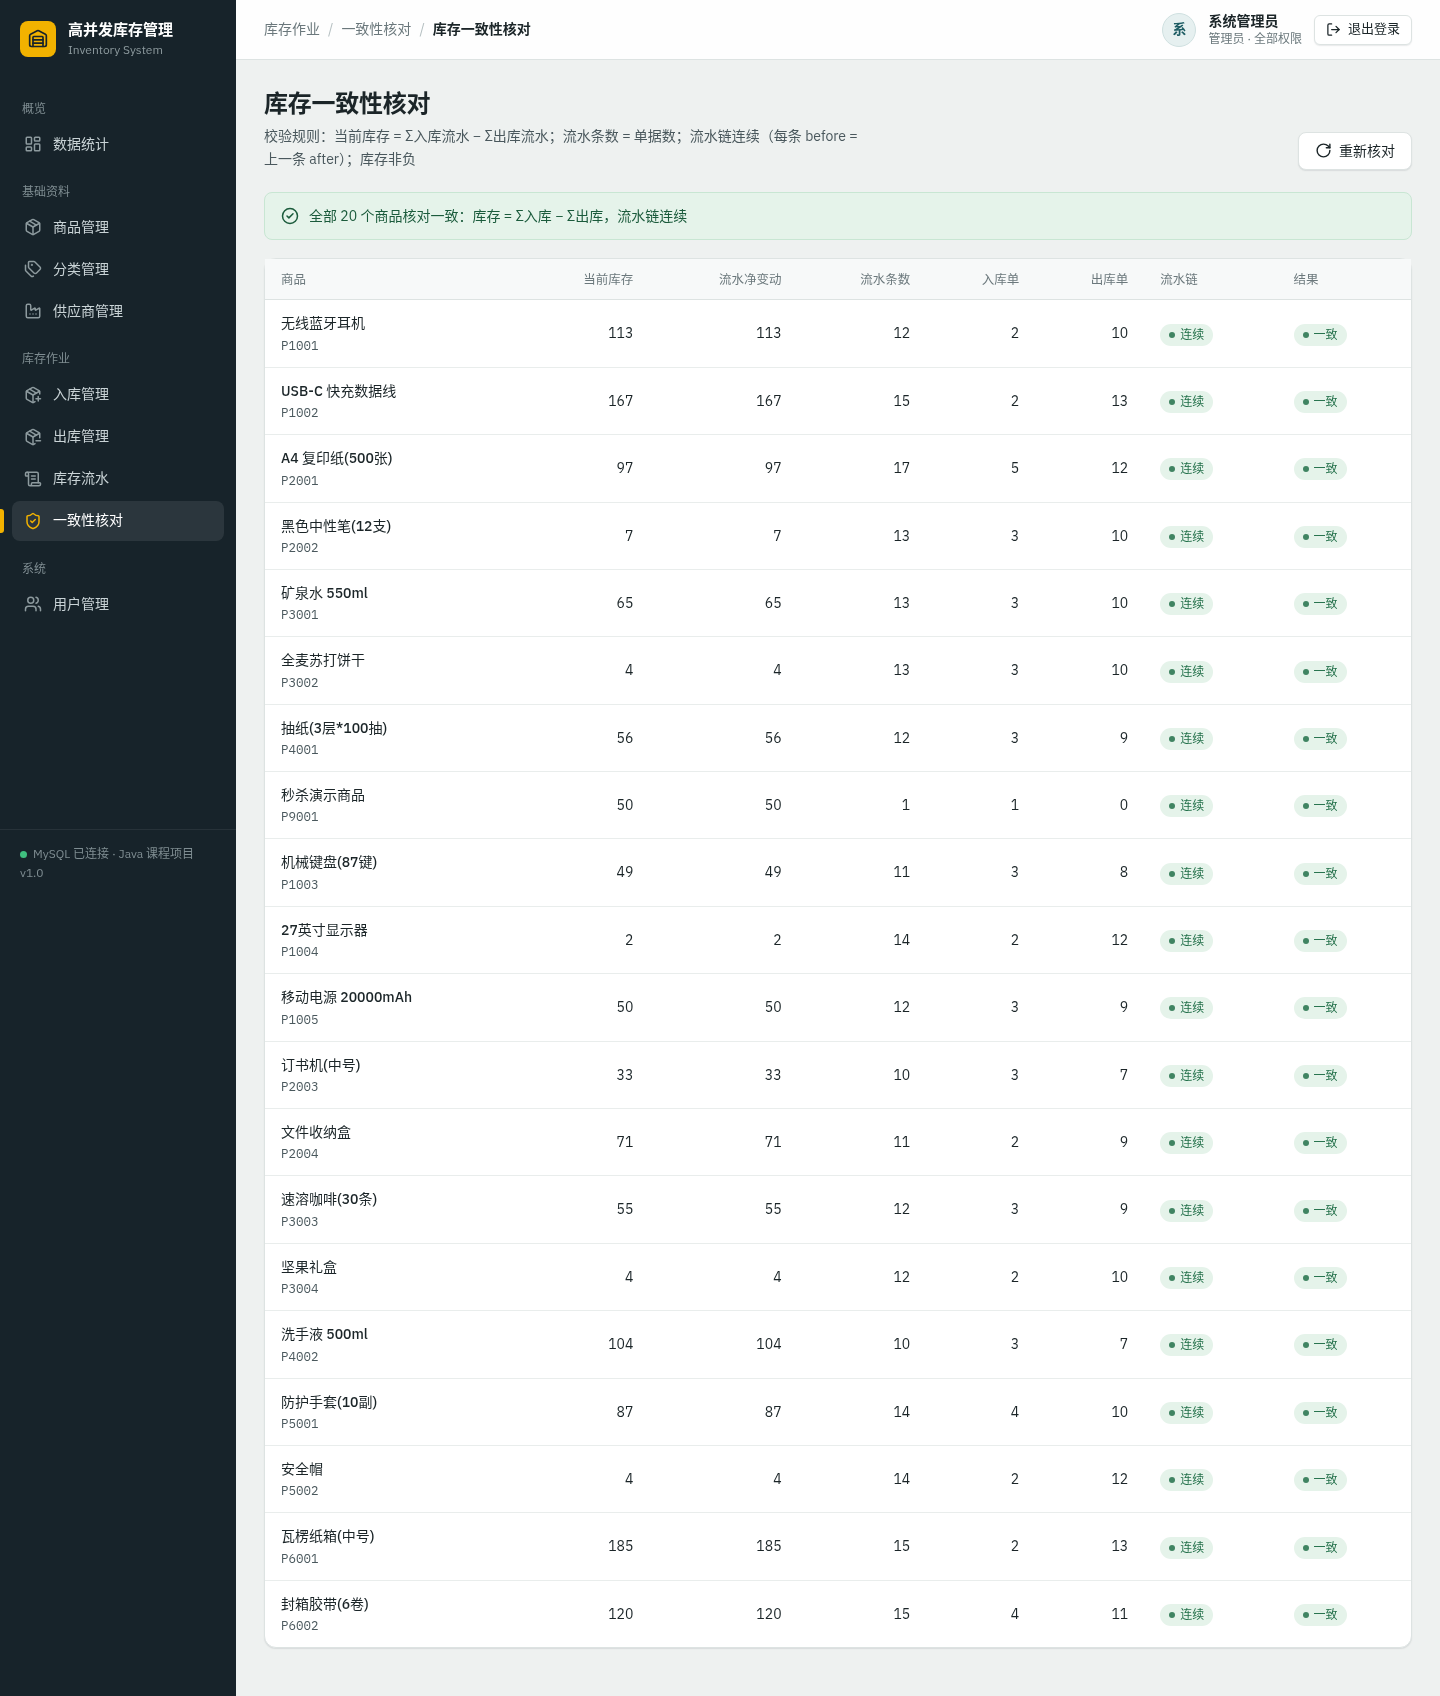 高并发库存管理
Inventory System
概览
数据统计
基础资料
商品管理
分类管理
供应商管理
库存作业
入库管理
出库管理
库存流水
一致性核对
系统
用户管理
MySQL 已连接 · Java 课程项目
v1.0
库存作业 / 一致性核对 / 库存一致性核对
系
系统管理员
管理员 · 全部权限
退出登录
库存一致性核对
校验规则：当前库存 = Σ入库流水 − Σ出库流水；流水条数 = 单据数；流水链连续（每条 before =
上一条 after）；库存非负
重新核对
全部 20 个商品核对一致：库存 = Σ入库 − Σ出库，流水链连续
商品 当前库存 流水净变动 流水条数 入库单 出库单 流水链 结果
无线蓝牙耳机
P1001
113 113 12 2 10 连续 一致
USB-C 快充数据线
P1002
167 167 15 2 13 连续 一致
A4 复印纸(500张)
P2001
97 97 17 5 12 连续 一致
黑色中性笔(12支)
P2002
7 7 13 3 10 连续 一致
矿泉水 550ml
P3001
65 65 13 3 10 连续 一致
全麦苏打饼干
P3002
4 4 13 3 10 连续 一致
抽纸(3层*100抽)
P4001
56 56 12 3 9 连续 一致
秒杀演示商品
P9001
50 50 1 1 0 连续 一致
机械键盘(87键)
P1003
49 49 11 3 8 连续 一致
27英寸显示器
P1004
2 2 14 2 12 连续 一致
移动电源 20000mAh
P1005
50 50 12 3 9 连续 一致
订书机(中号)
P2003
33 33 10 3 7 连续 一致
文件收纳盒
P2004
71 71 11 2 9 连续 一致
速溶咖啡(30条)
P3003
55 55 12 3 9 连续 一致
坚果礼盒
P3004
4 4 12 2 10 连续 一致
洗手液 500ml
P4002
104 104 10 3 7 连续 一致
防护手套(10副)
P5001
87 87 14 4 10 连续 一致
安全帽
P5002
4 4 14 2 12 连续 一致
瓦楞纸箱(中号)
P6001
185 185 15 2 13 连续 一致
封箱胶带(6卷)
P6002
120 120 15 4 11 连续 一致